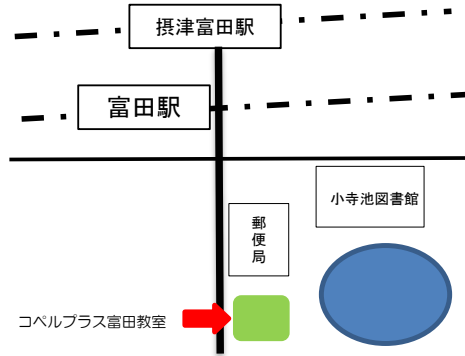 摂津富田駅
富田駅
小寺池図書館
郵便局
コペルプラス富田教室